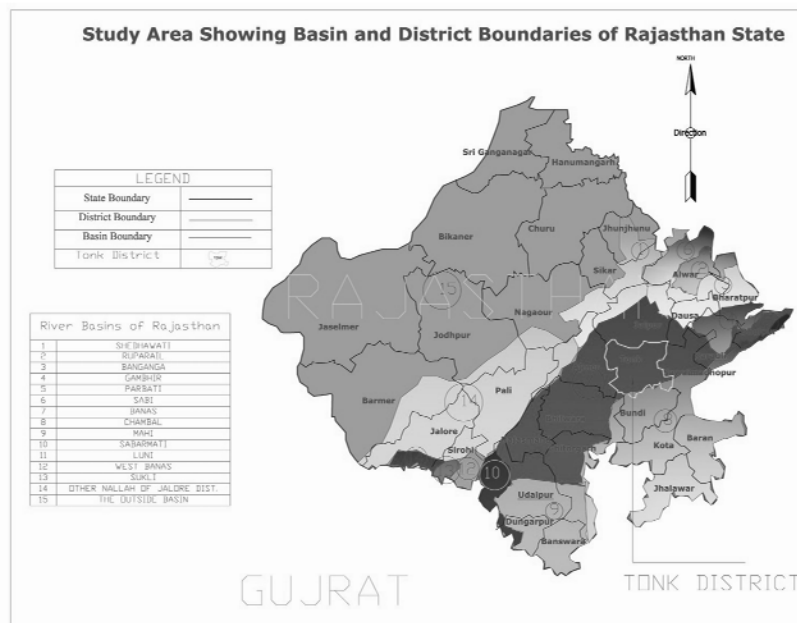 Study Area Showing Basin and District Boundaries of Rajasthan State
NORTH
Direction
LEGEND
State Boundary
District Boundary
Basin Boundary
Tonk District
River Basins of Rajasthan
1 SHEDHAWATI
2 RUPARAIL
3 BANGANGA
4 GAMBHIR
5 PARBATI
6 SABI
7 BANAS
8 CHAMBAL
9 MAHI
10 SABARMATI
11 LUNI
12 WEST BANAS
13 SUKLI
14 OTHER NALLAH OF JALORE DIST.
15 THE OUTSIDE BASIN
Sri Ganganagar
Hanumangarh
Bikaner
Churu
Jhunjhunu
Sikar
Alwar
Bharatpur
RAJASTHAN
15
Jaselmer
Jodhpur
Nagaour
Dausa
Jaipur
Barmer
Pali
14
Jalore
Sirohi
12
10
Bundi
Kota
Baran
Jhalawar
Udaipur
9
Dungarpur
Banswara
GUJRAT
TONK DISTRICT